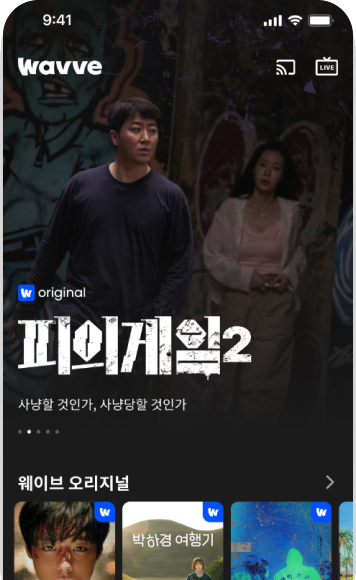 9:41
wavve
LIVE
w original
피의게임2
사냥할 것인가, 사냥당할 것인가
웨이브 오리지널
w
w
w
박하경 여행기